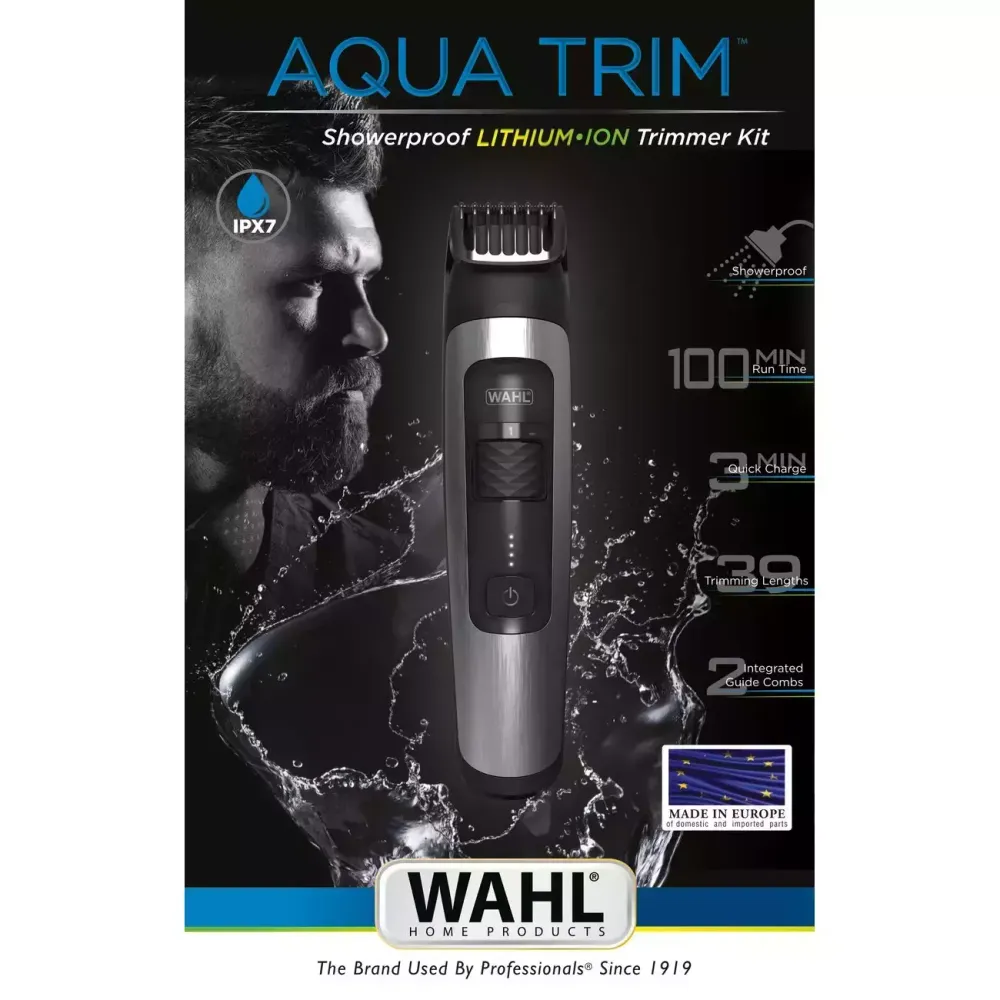 AQUA TRIM™
Showerproof LITHIUM•ION Trimmer Kit
IPX7
Showerproof
100 MIN
Run Time
3 MIN
Quick Charge
39
Trimming Lengths
2 Integrated
Guide Combs
WAHL
1
MADE IN EUROPE
of domestic and imported parts
WAHL®
HOME PRODUCTS
The Brand Used By Professionals® Since 1919